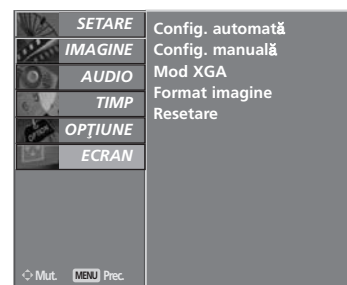 SETARE
IMAGINE
AUDIO
TIMP
OPŢIUNE
ECRAN
Config. automată
Config. manuală
Mod XGA
Format imagine
Resetare
Mut. MENU Prec.